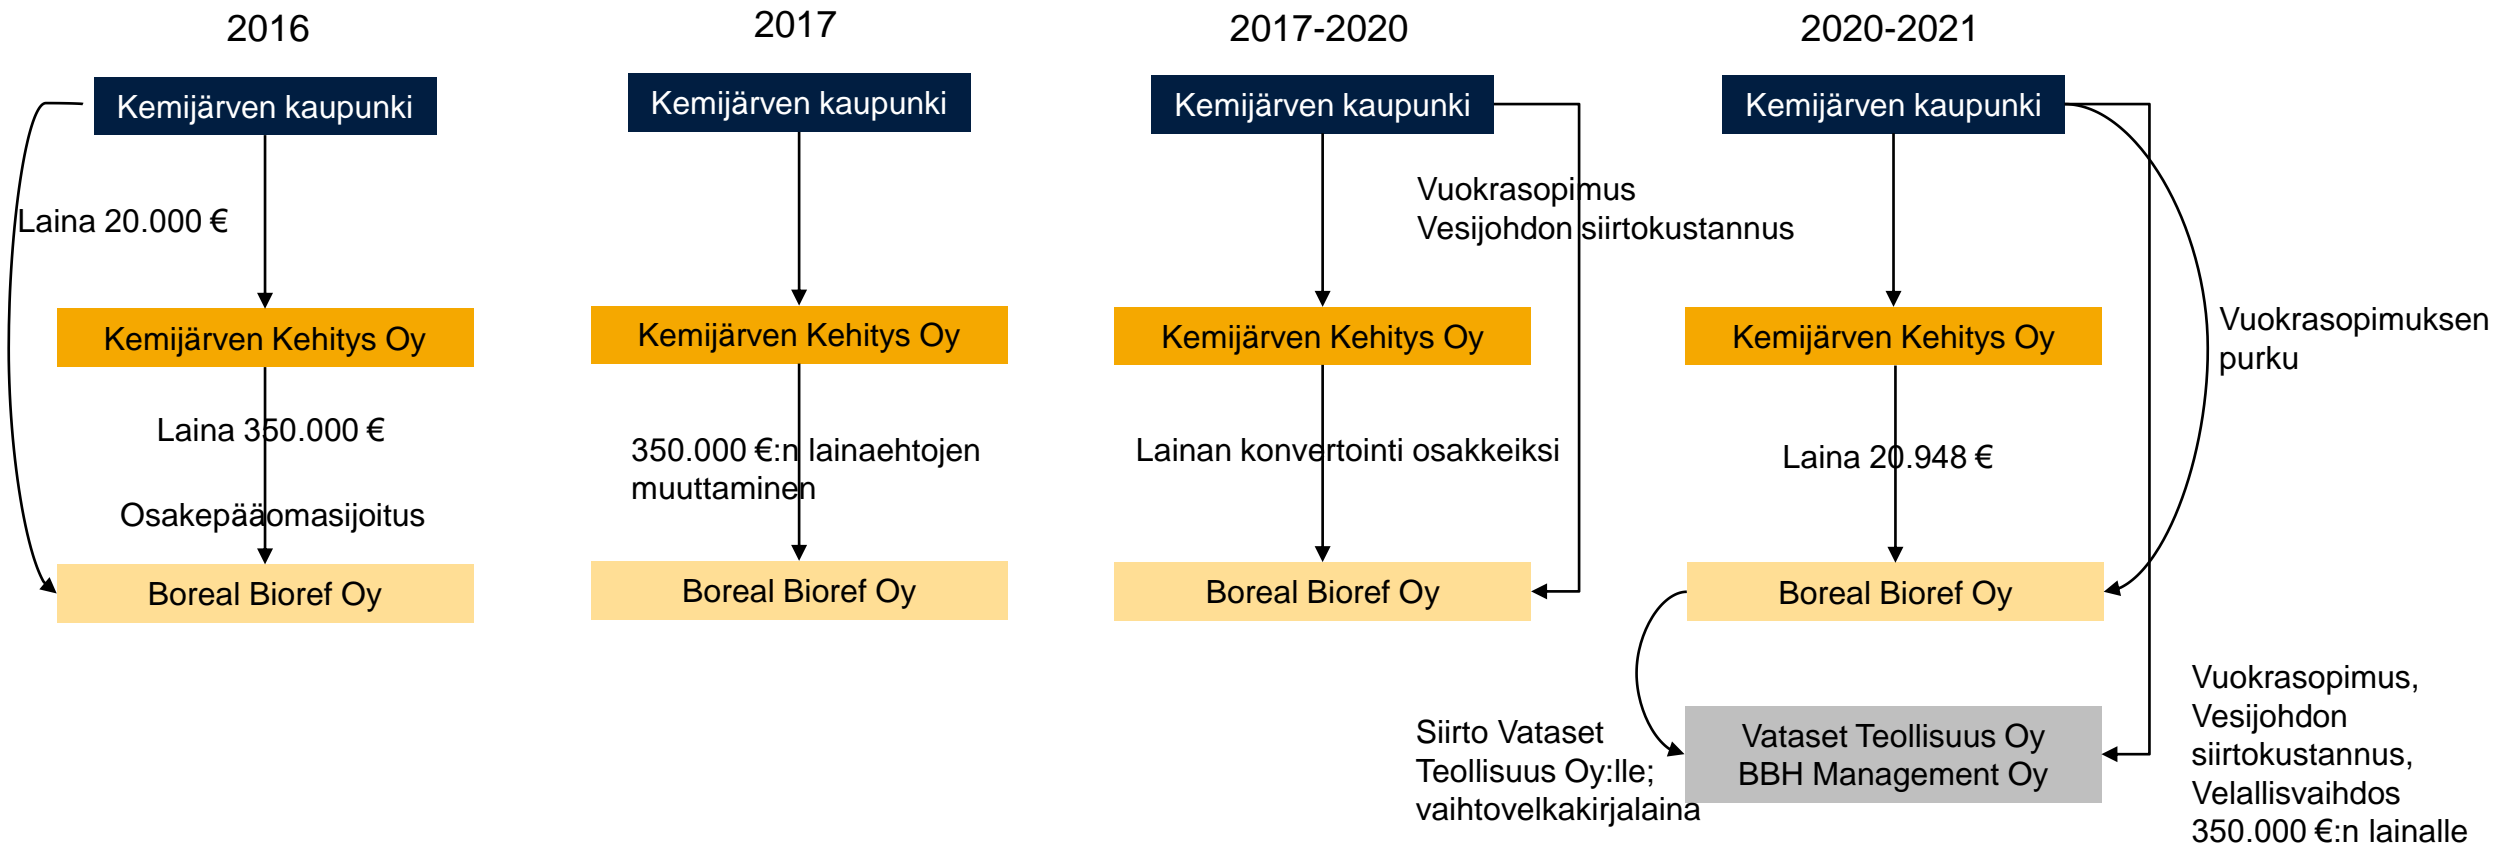 2016
Kemijärven kaupunki
Laina 20.000 €
Kemijärven Kehitys Oy
Laina 350.000 €
Osakepääomasijoitus
Boreal Bioref Oy
2017
Kemijärven kaupunki
Kemijärven Kehitys Oy
350.000 €:n lainaehtojen
muuttaminen
Boreal Bioref Oy
2017-2020
Kemijärven kaupunki
Vuokrasopimus
Vesijohdon siirtokustannus
Kemijärven Kehitys Oy
Lainan konvertointi osakkeiksi
Boreal Bioref Oy
2020-2021
Kemijärven kaupunki
Kemijärven Kehitys Oy
Vuokrasopimuksen
purku
Laina 20.948 €
Boreal Bioref Oy
Siirto Vataset
Teollisuus Oy:lle;
vaihtovelkakirjalaina
Vataset Teollisuus Oy
BBH Management Oy
Vuokrasopimus,
Vesijohdon
siirtokustannus,
Velallisvaihdos
350.000 €:n lainalle